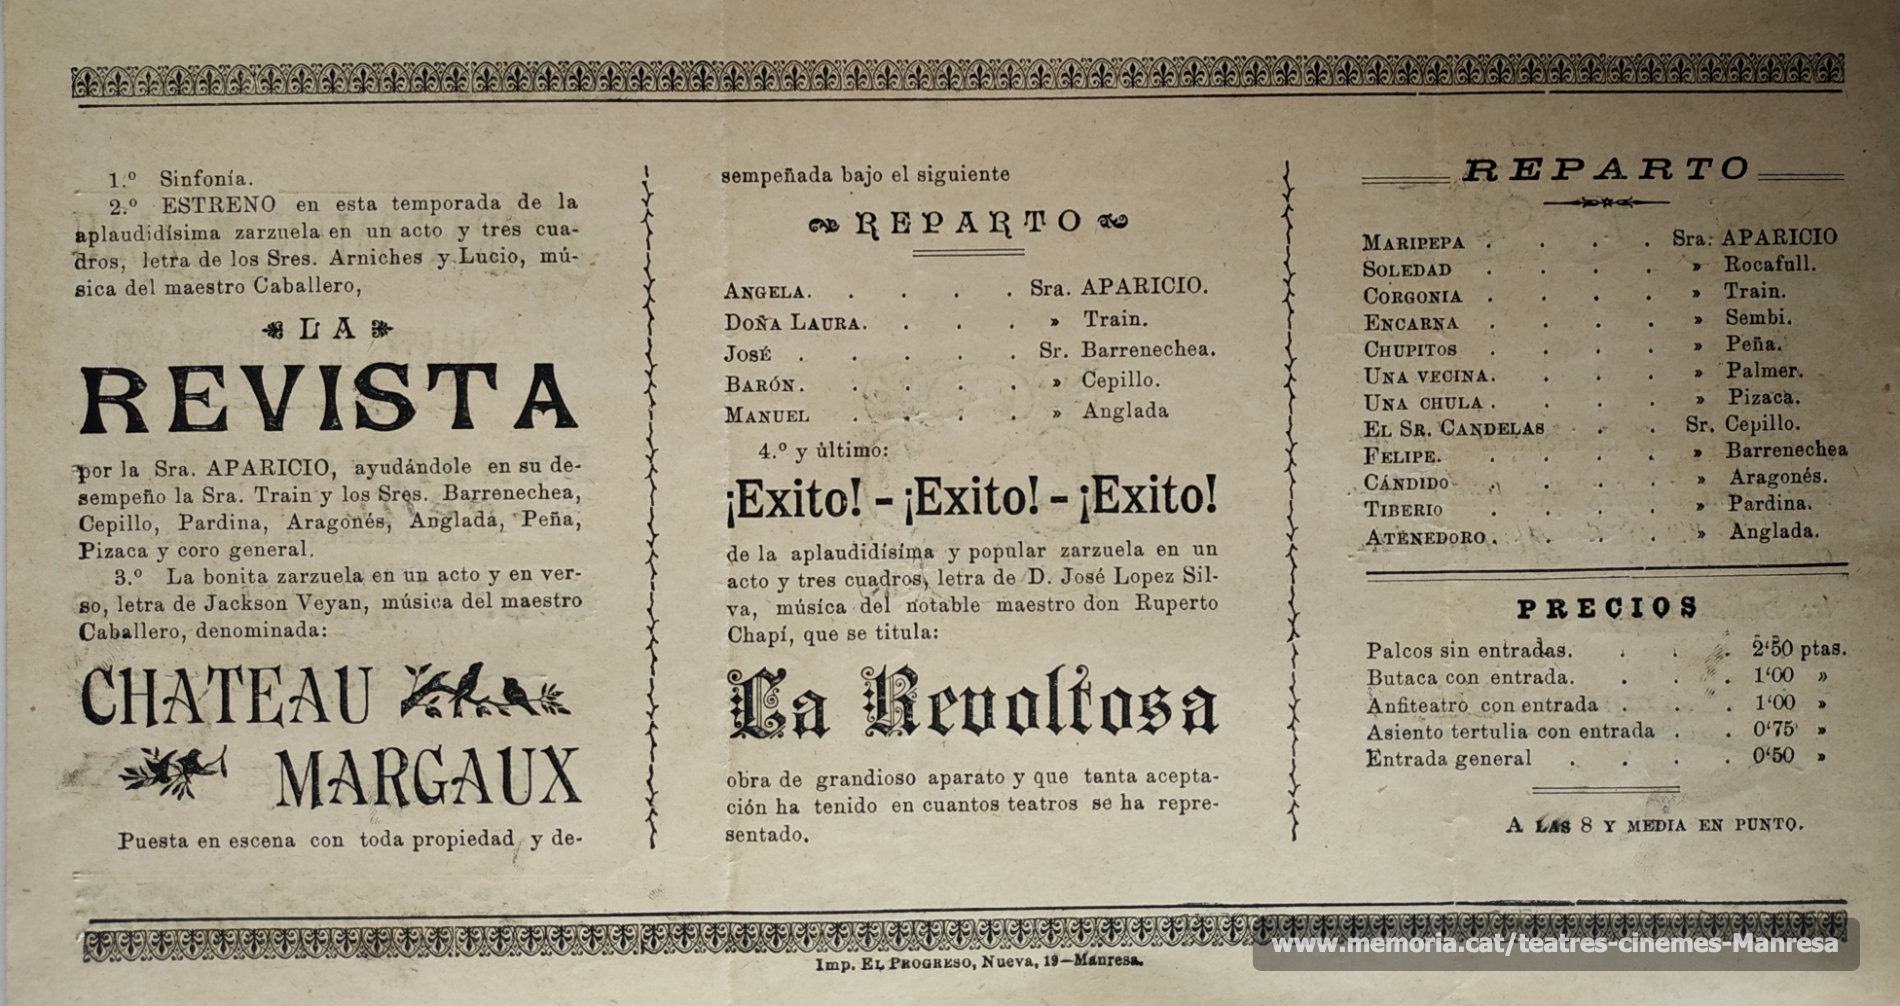 1.º Sinfonía.
2.º ESTRENO en esta temporada de la
aplaudidísima zarzuela en un acto y tres cua-
dros, letra de los Sres. Arniches y Lucio, mú-
sica del maestro Caballero,
LA
REVISTA
por la Sra. APARICIO, ayudándole en su de-
sempeño la Sra. Train y los Sres. Barrenechea,
Cepillo, Pardina, Aragonés, Anglada, Peña,
Pizaca y coro general.
3.º La bonita zarzuela en un acto y en ver-
so, letra de Jackson Veyan, música del maestro
Caballero, denominada:
CHATEAU
MARGAUX
Puesta en escena con toda propiedad y de-
sempeñada bajo el siguiente
REPARTO
ANGELA. . . . . Sra. APARICIO.
DOÑA LAURA. . . . » Train.
JOSÉ . . . . . Sr. Barrenechea.
BARÓN. . . . . » Cepillo.
MANUEL . . . . » Anglada
4.º y último:
¡Exito! - ¡Exito! - ¡Exito!
de la aplaudidísima y popular zarzuela en un
acto y tres cuadros, letra de D. José Lopez Sil-
va, música del notable maestro don Ruperto
Chapí, que se titula:
La Revoltosa
obra de grandioso aparato y que tanta acepta-
ción ha tenido en cuantos teatros se ha repre-
sentado.
REPARTO
MARIPEPA . . . . Sra. APARICIO
SOLEDAD . . . . » Rocafull.
CORGONIA . . . . » Train.
ENCARNA . . . . » Sembi.
CHUPITOS . . . . » Peña.
UNA VECINA. . . . » Palmer.
UNA CHULA . . . . » Pizaca.
EL SR. CANDELAS . . Sr. Cepillo.
FELIPE. . . . . » Barrenechea
CÁNDIDO . . . . » Aragonés.
TIBERIO . . . . » Pardina.
ATENEDORO . . . . » Anglada.
PRECIOS
Palcos sin entradas. . . . 2'50 ptas.
Butaca con entrada. . . . 1'00 »
Anfiteatro con entrada . . . 1'00 »
Asiento tertulia con entrada . . 0'75 »
Entrada general . . . . 0'50 »
A LAS 8 Y MEDIA EN PUNTO.
Imp. EL PROGRESO, Nueva, 19—Manresa.
www.memoria.cat/teatres-cinemes-Manresa